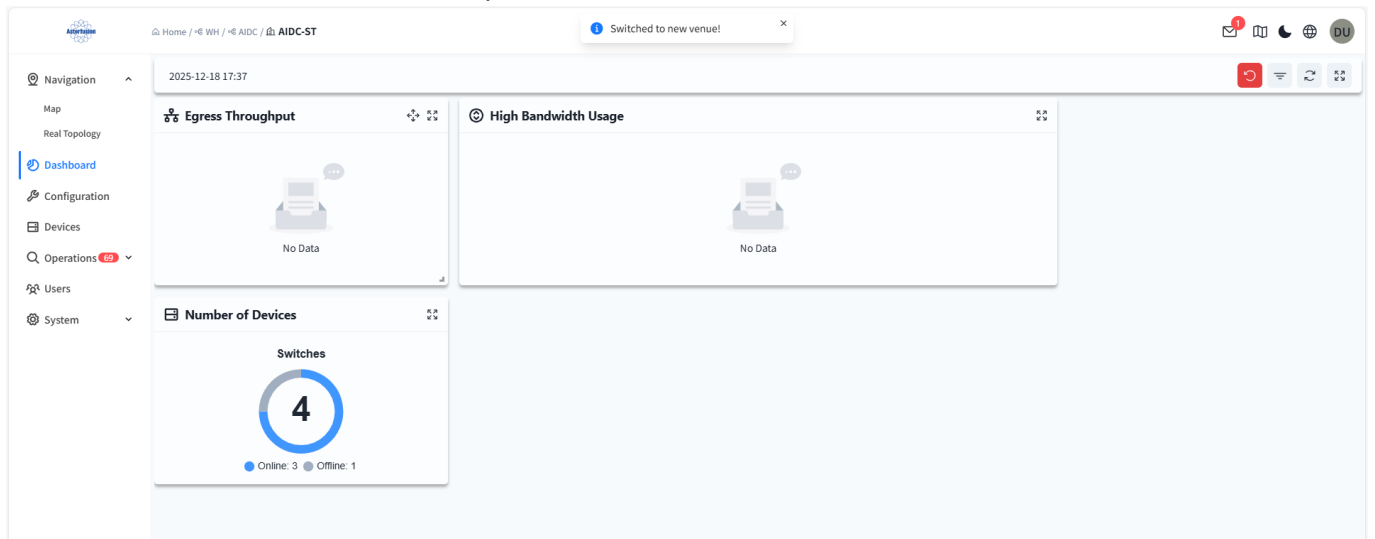 Asterfusion
Home / WH / AIDC / AIDC-ST
Switched to new venue!
1
DU
Navigation
Map
Real Topology
Dashboard
Configuration
Devices
Operations 69
Users
System
2025-12-18 17:37
Egress Throughput
No Data
High Bandwidth Usage
No Data
Number of Devices
Switches
4
Online: 3 Offline: 1